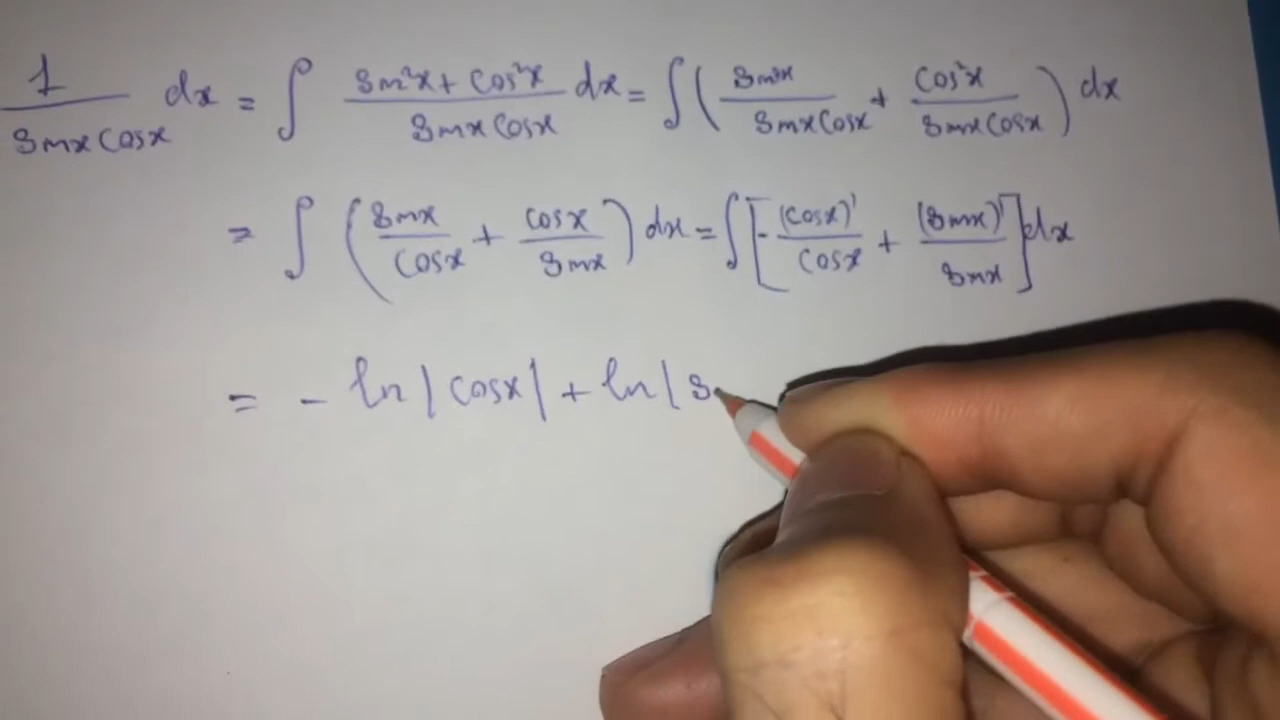 1/(sinx cosx) dx = ∫ (sin²x + cos²x)/(sinx cosx) dx = ∫ ( sin²x/(sinx cosx) + cos²x/(sinx cosx) ) dx
= ∫ ( sinx/cosx + cosx/sinx ) dx = ∫ [ - (cosx)'/cosx + (sinx)'/sinx ] dx
= - ln |cosx| + ln | s